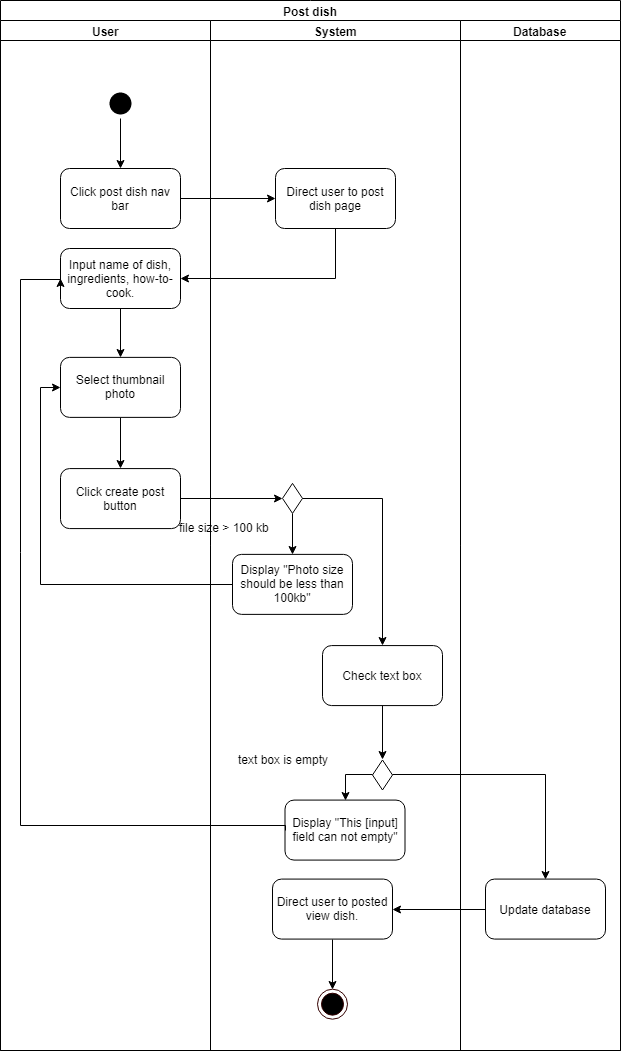 Post dish
User
System
Database
Click post dish nav
bar
Direct user to post
dish page
Input name of dish,
ingredients, how-to-
cook.
Select thumbnail
photo
Click create post
button
file size > 100 kb
Display "Photo size
should be less than
100kb"
Check text box
text box is empty
Display "This [input]
field can not empty"
Direct user to posted
view dish.
Update database